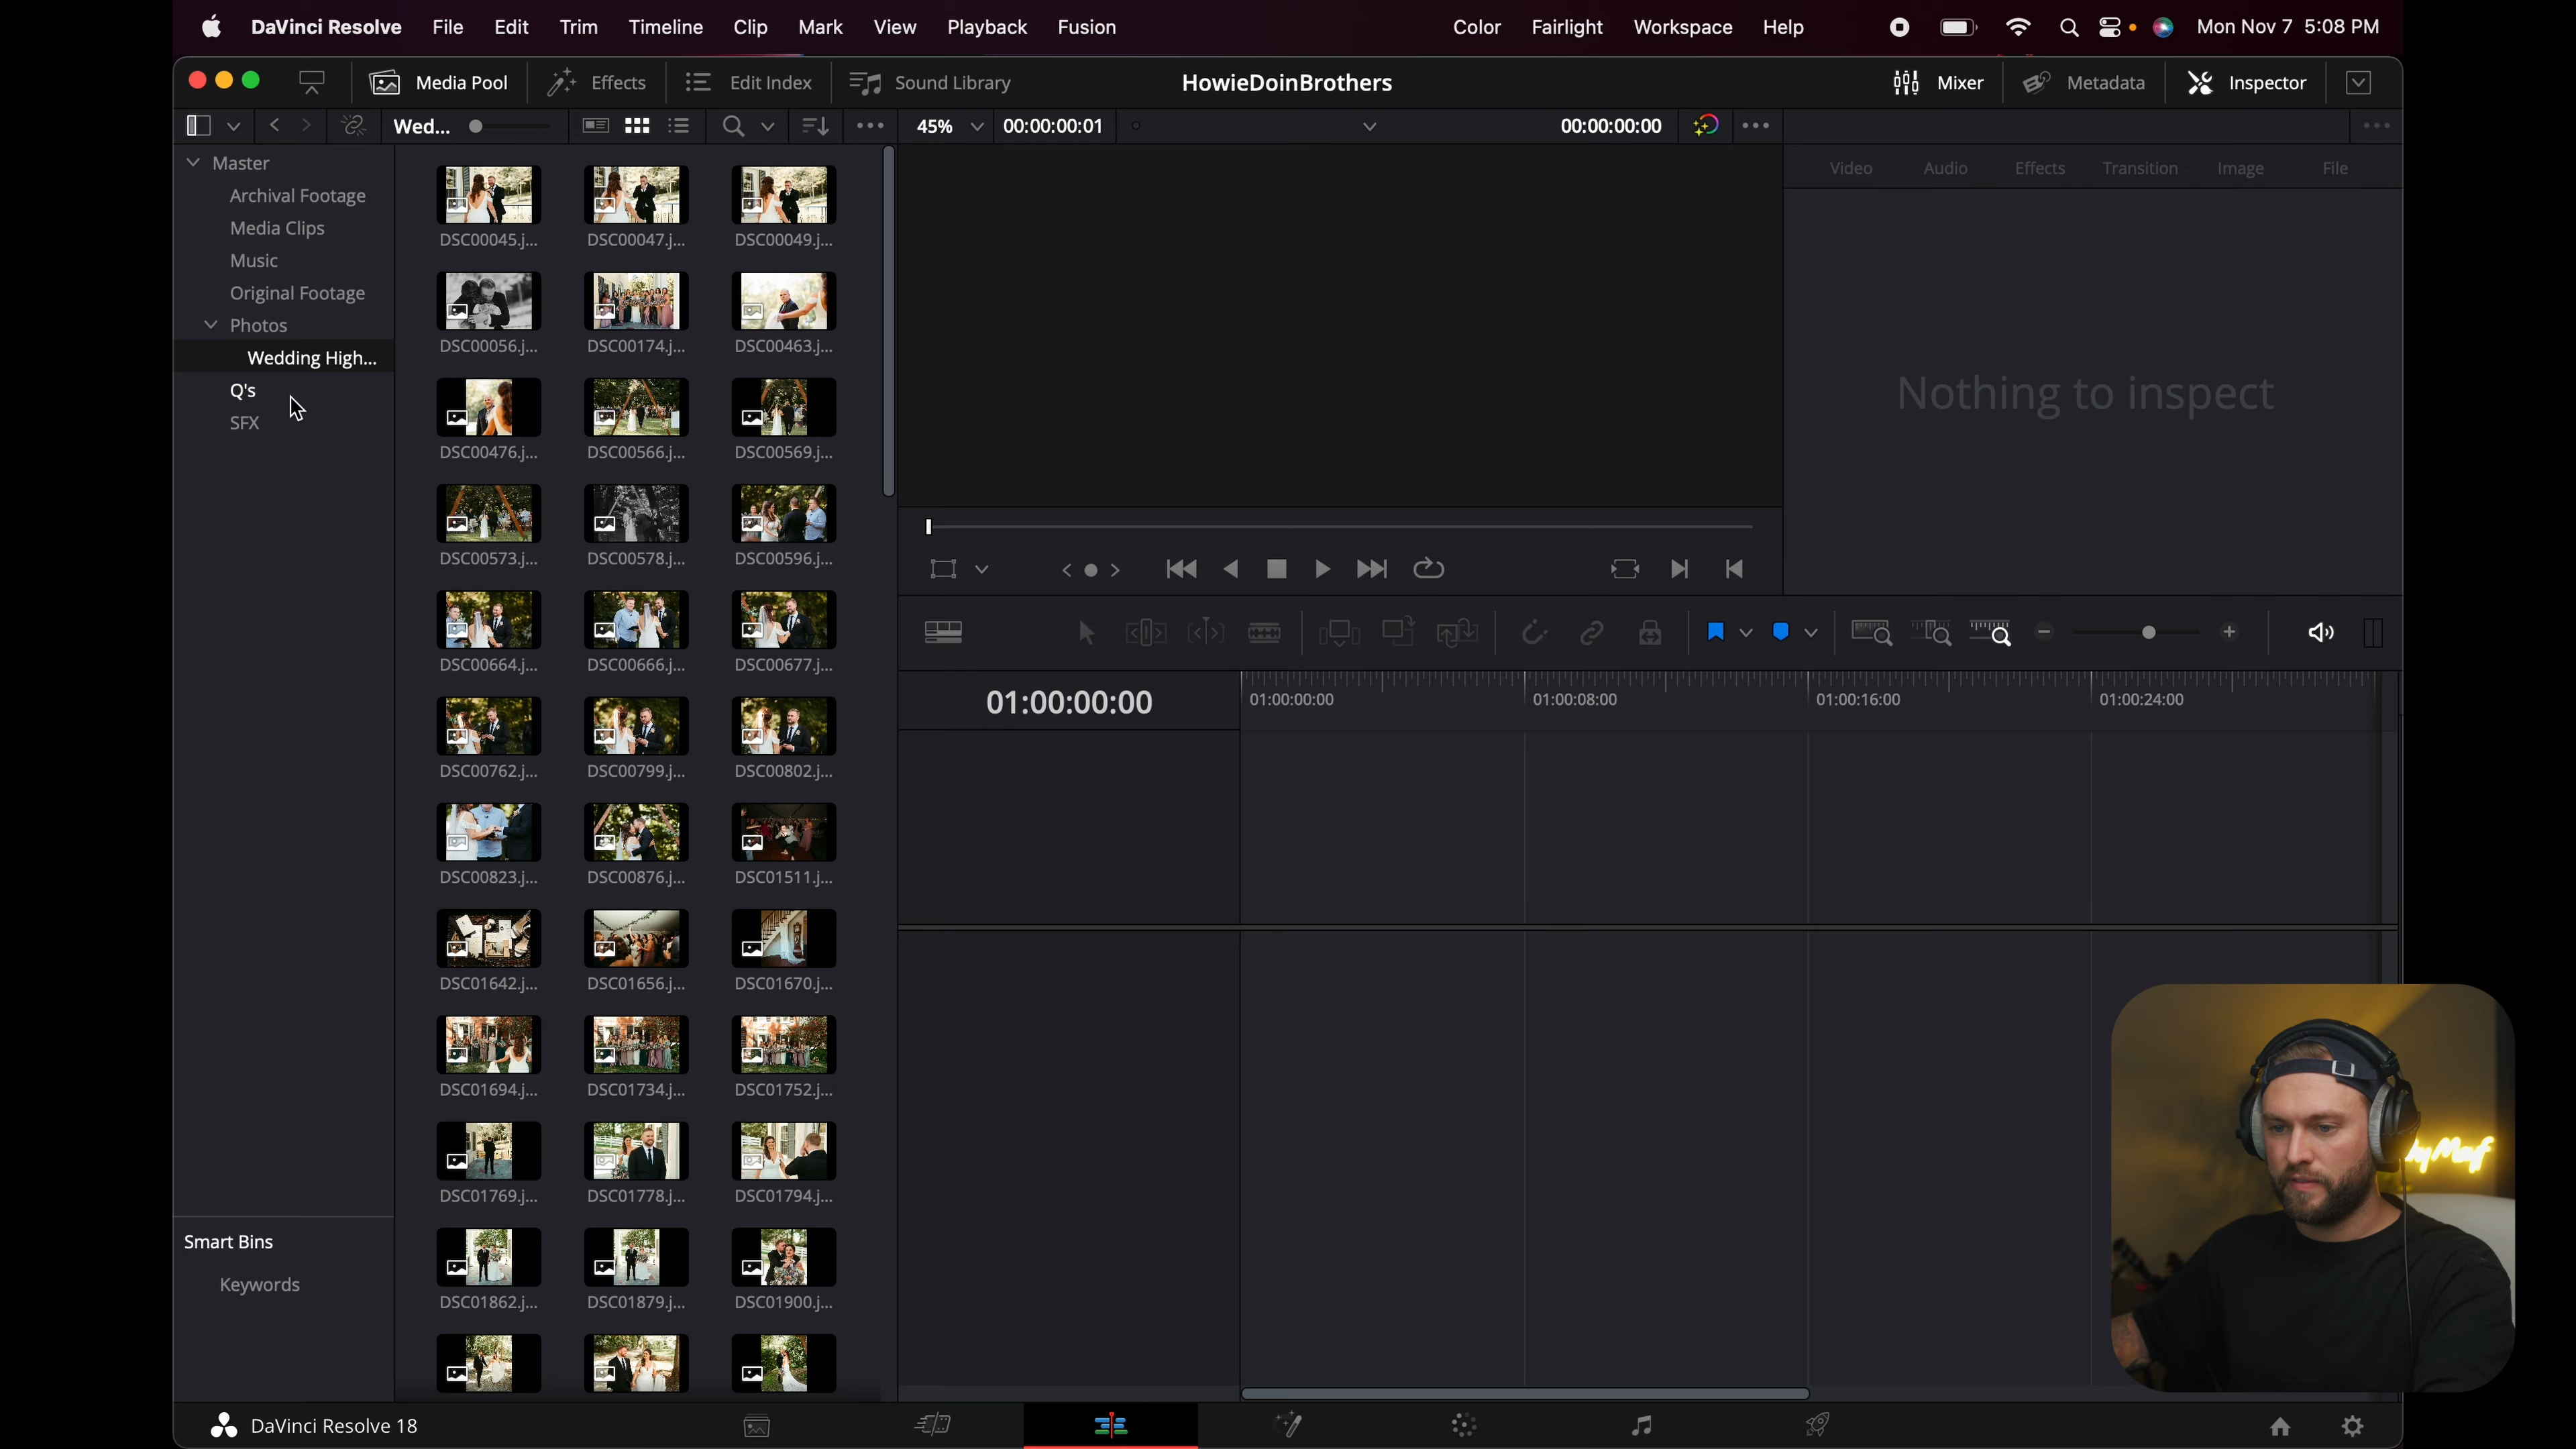 DaVinci Resolve File Edit Trim Timeline Clip Mark View Playback Fusion Color Fairlight Workspace Help Mon Nov 7 5:08 PM
Media Pool Effects Edit Index Sound Library HowieDoinBrothers Mixer Metadata Inspector
Wed... 45% 00:00:00:01 00:00:00:00
Video Audio Effects Transition Image File
Master
Archival Footage
Media Clips
Music
Original Footage
Photos
Wedding High...
Q's
SFX
DSC00045.j... DSC00047.j... DSC00049.j...
DSC00056.j... DSC00174.j... DSC00463.j...
DSC00476.j... DSC00566.j... DSC00569.j...
DSC00573.j... DSC00578.j... DSC00596.j...
DSC00664.j... DSC00666.j... DSC00677.j...
DSC00762.j... DSC00799.j... DSC00802.j...
DSC00823.j... DSC00876.j... DSC01511.j...
DSC01642.j... DSC01656.j... DSC01670.j...
DSC01694.j... DSC01734.j... DSC01752.j...
DSC01769.j... DSC01778.j... DSC01794.j...
DSC01862.j... DSC01879.j... DSC01900.j...
Nothing to inspect
01:00:00:00 01:00:00:00 01:00:08:00 01:00:16:00 01:00:24:00
Smart Bins
Keywords
DaVinci Resolve 18